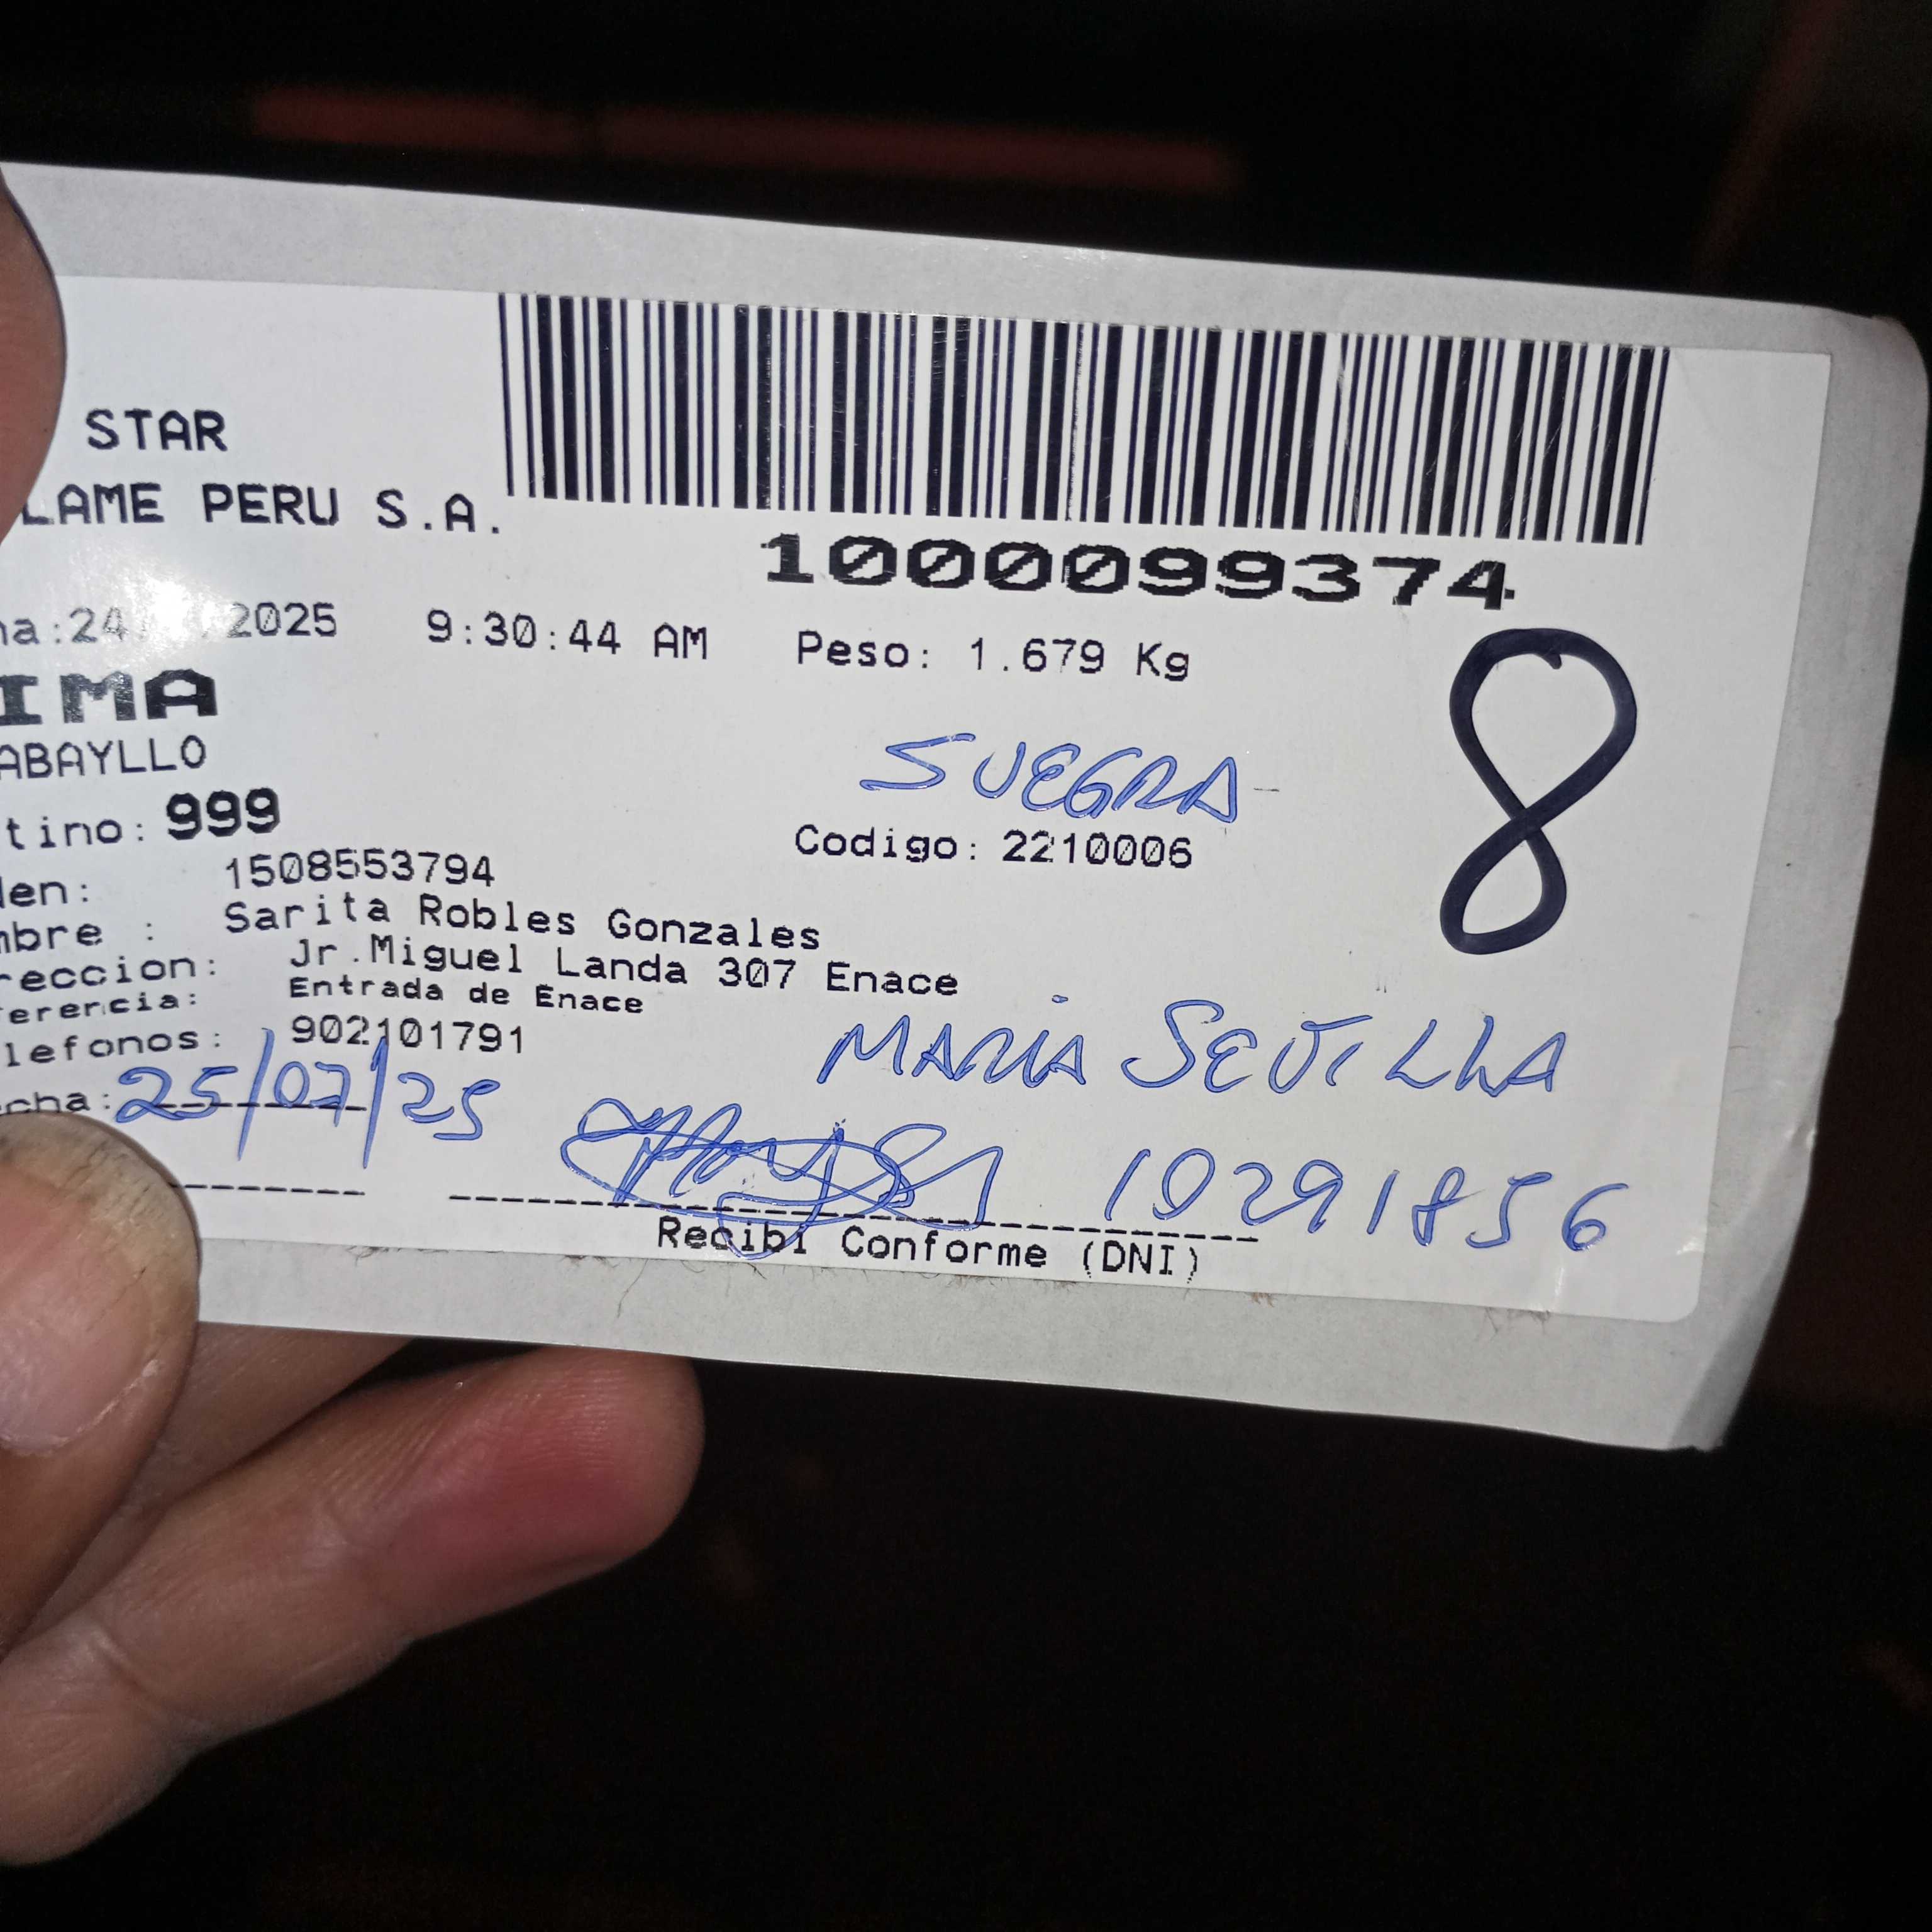 STAR
LAME PERU S.A.
1000099374
ha:24 2025 9:30:44 AM Peso: 1.679 Kg
8
IMA
ABAYLLO
SUEGRA
tino: 999
Codigo: 2210006
den: 1508553794
mbre : Sarita Robles Gonzales
reccion: Jr.Miguel Landa 307 Enace
ferencia: Entrada de Enace
lefonos: 902101791
MARIA SEVILLA
cha: 25/07/25
10291856
Recibi Conforme (DNI)